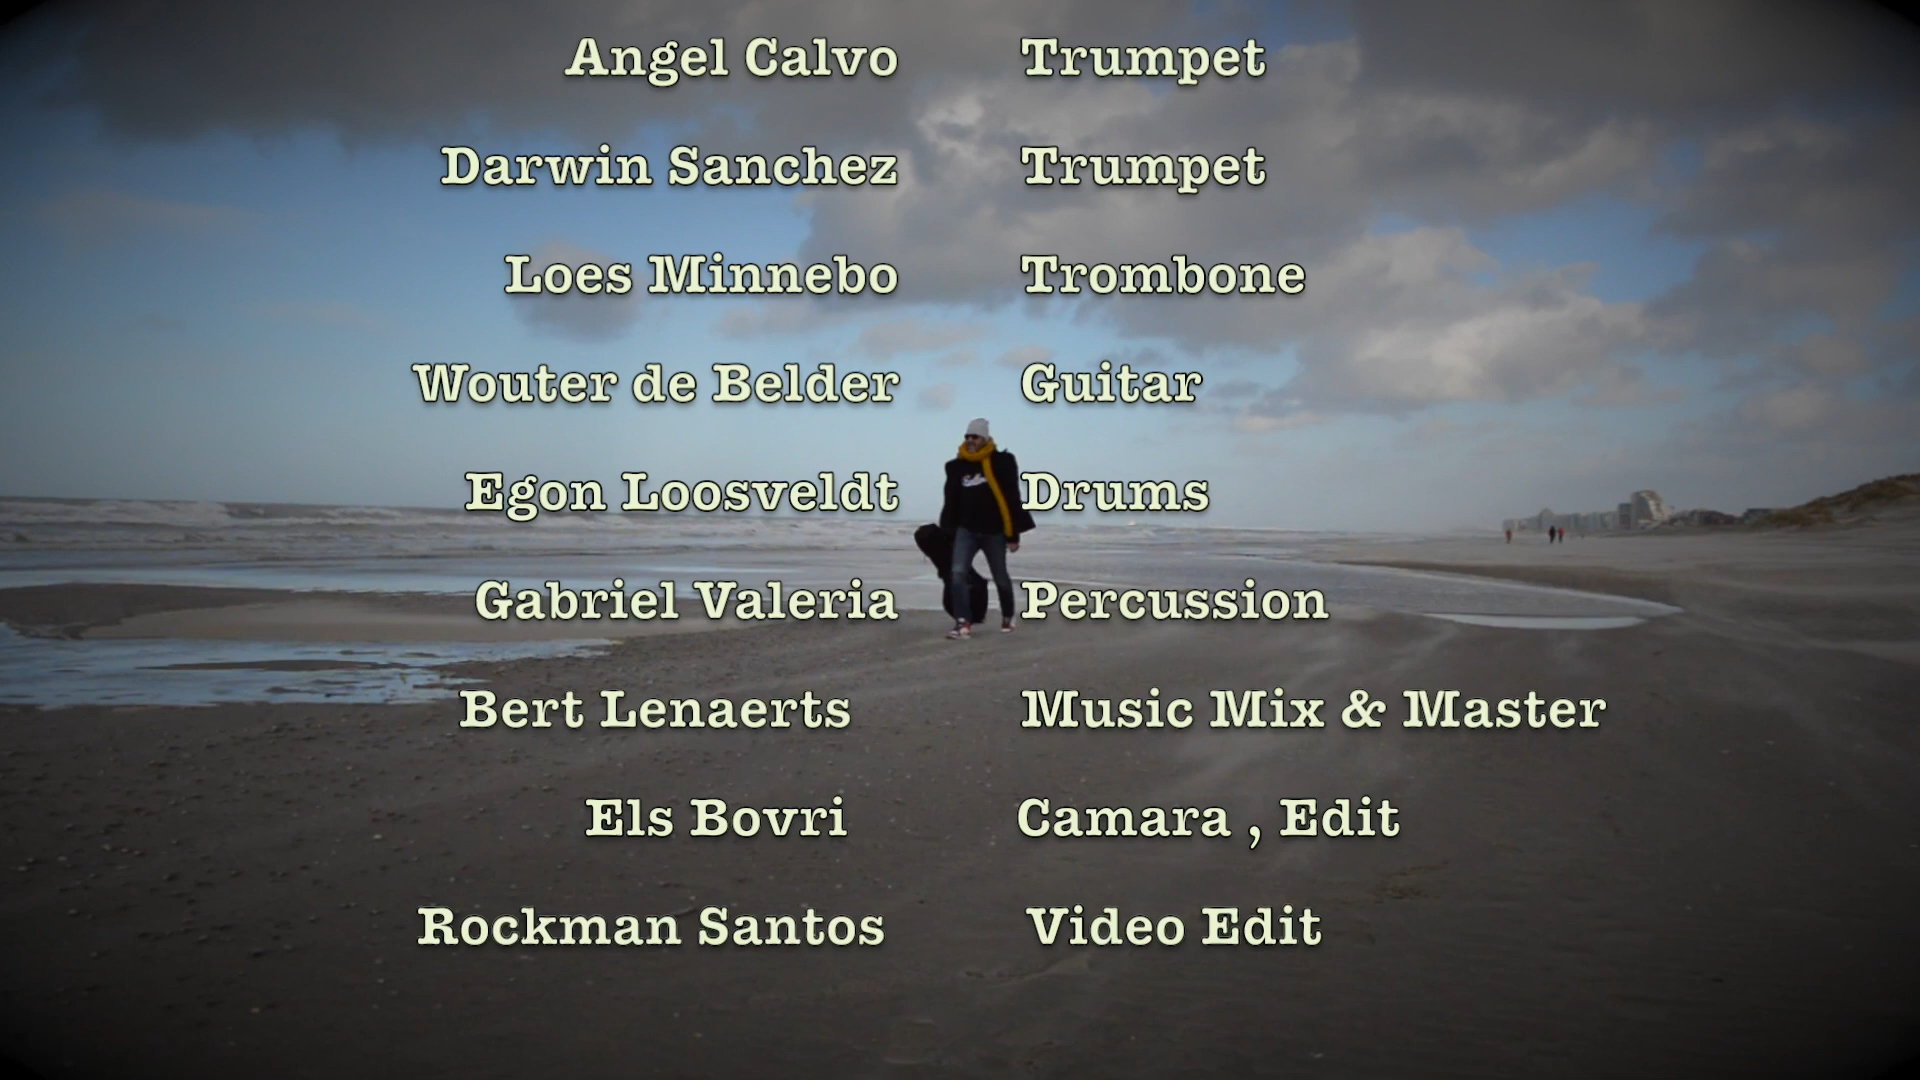 Angel Calvo Trumpet
Darwin Sanchez Trumpet
Loes Minnebo Trombone
Wouter de Belder Guitar
Egon Loosveldt Drums
Gabriel Valeria Percussion
Bert Lenaerts Music Mix & Master
Els Bovri Camara , Edit
Rockman Santos Video Edit